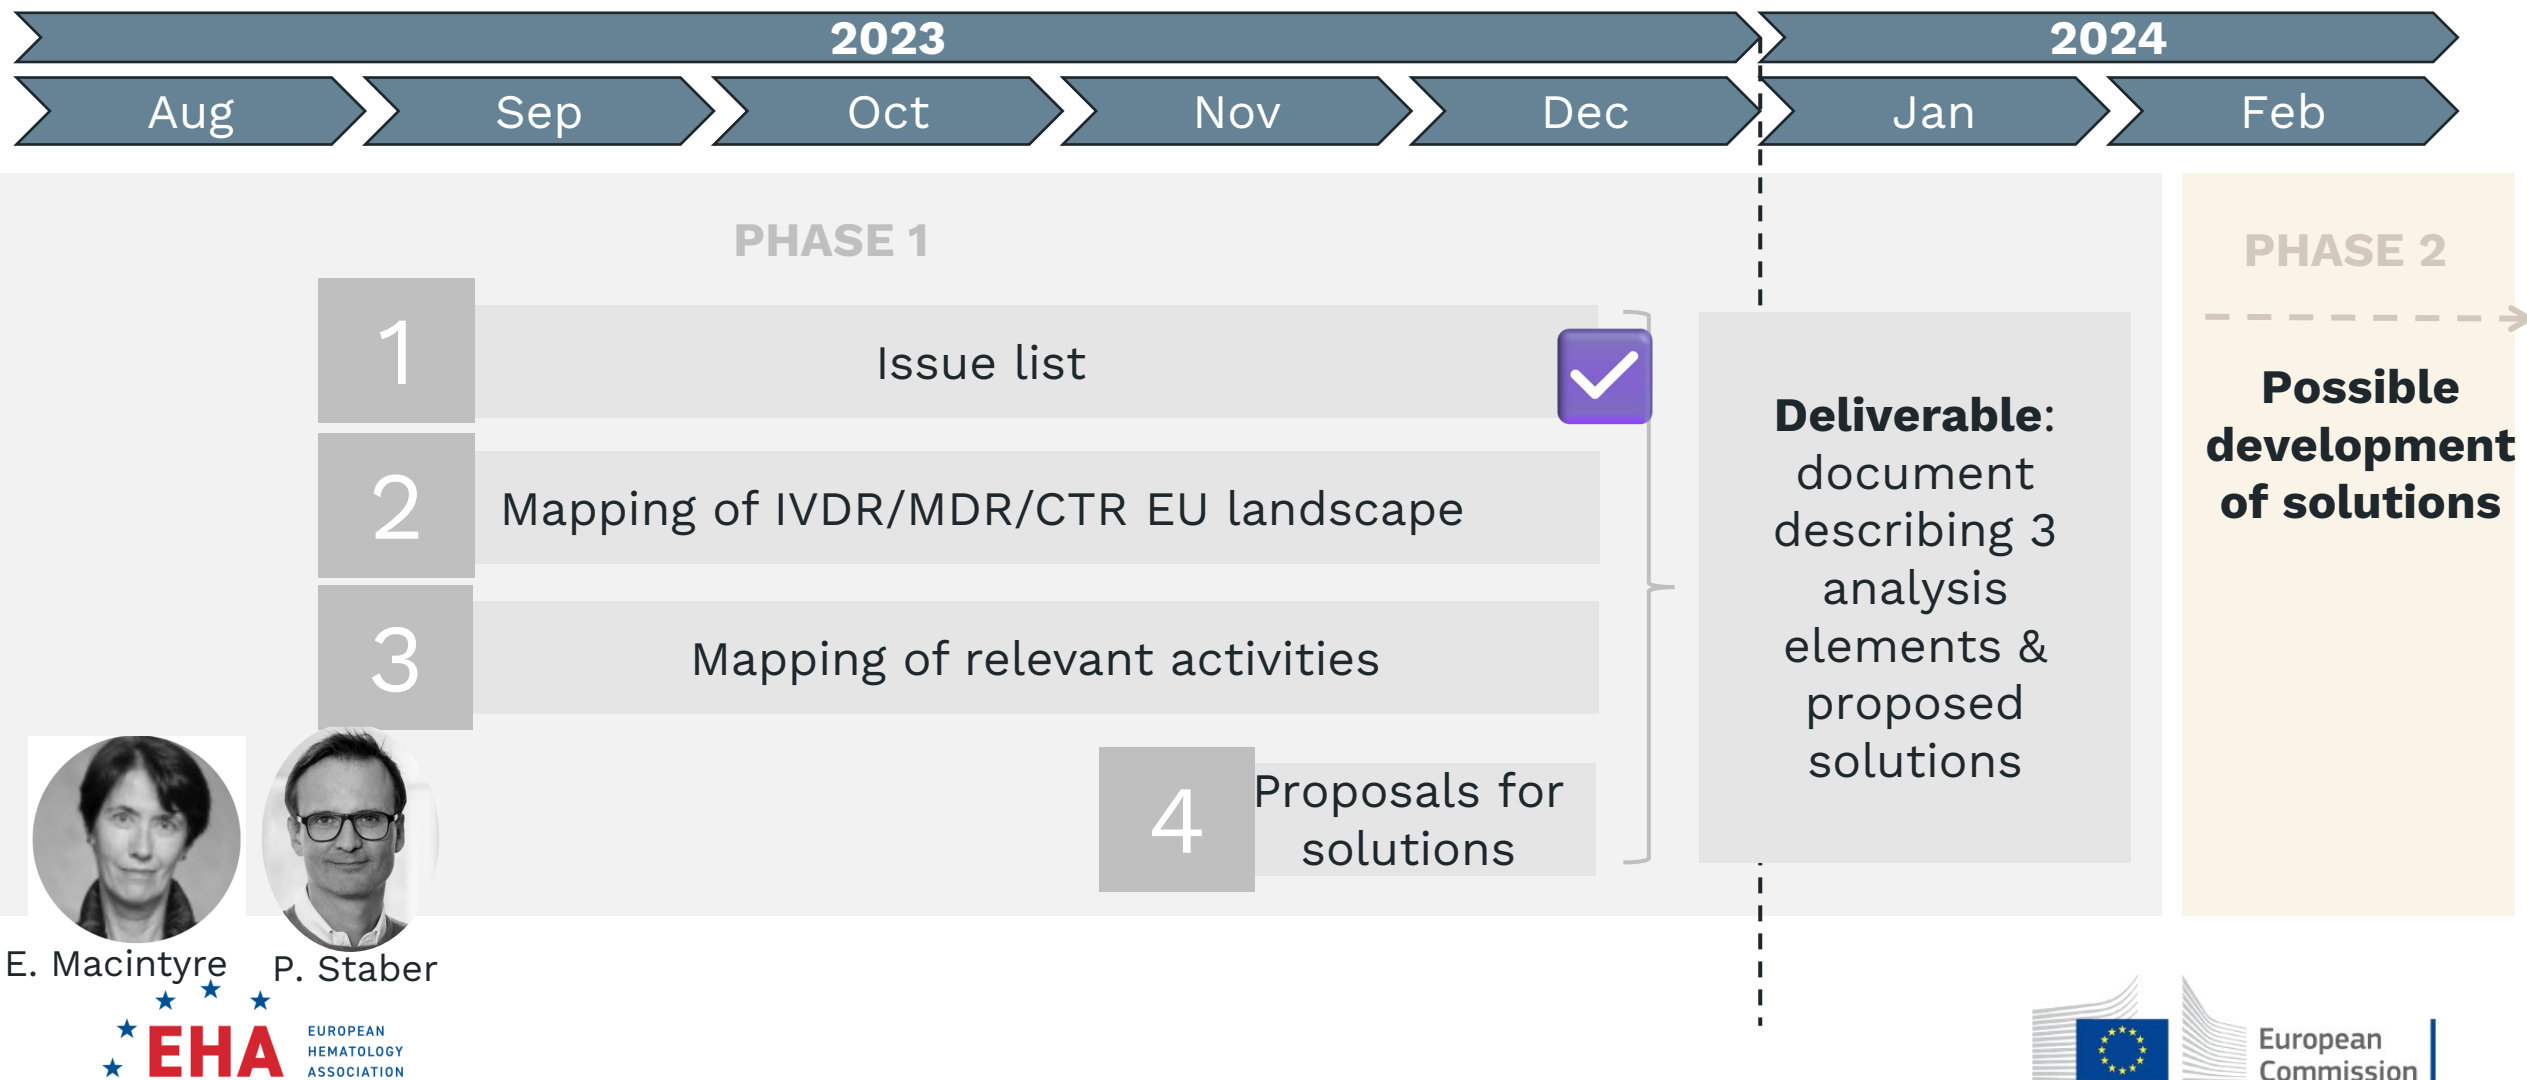 2023
2024
Aug
Sep
Oct
Nov
Dec
Jan
Feb
PHASE 1
PHASE 2
1
Issue list
2
Mapping of IVDR/MDR/CTR EU landscape
3
Mapping of relevant activities
4
Proposals for
solutions
Deliverable:
document
describing 3
analysis
elements &
proposed
solutions
Possible
development
of solutions
E. Macintyre
P. Staber
EHA
EUROPEAN
HEMATOLOGY
ASSOCIATION
European
Commission